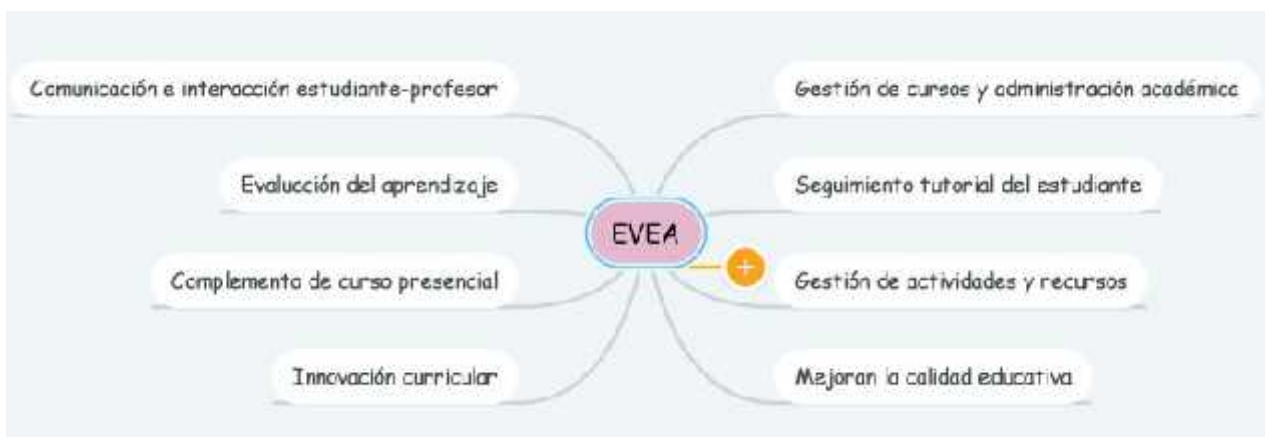 Comunicación e interacción estudiante-profesor
Evaluación del aprendizaje
Complemento de curso presencial
Innovación curricular
EVEA
+
Gestión de cursos y administración académica
Seguimiento tutorial del estudiante
Gestión de actividades y recursos
Mejoran la calidad educativa